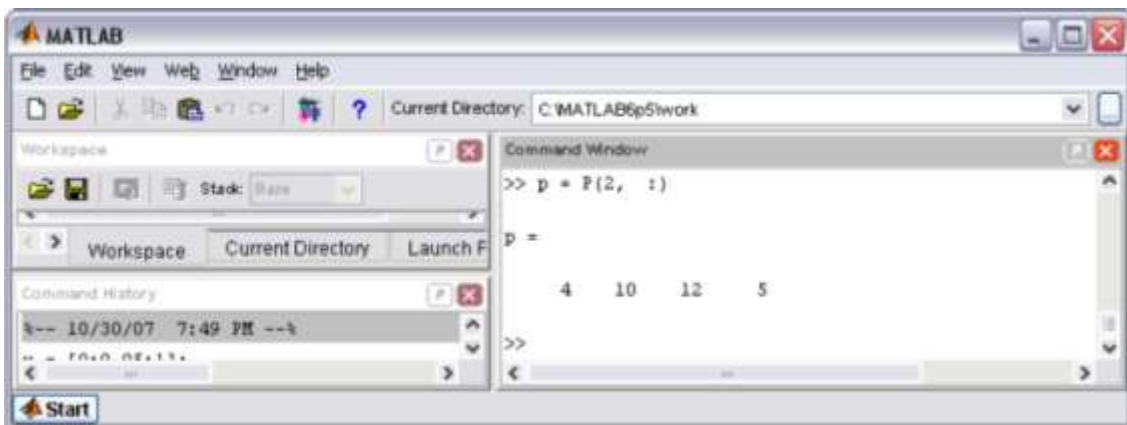 MATLAB
File Edit View Web Window Help
? Current Directory: C:\MATLAB6p5\work
Workspace
Command Window
Stack: Base
>> p = P(2, :)
Workspace Current Directory Launch P
p =
4 10 12 5
Command History
%-- 10/30/07 7:49 PM --%
>>
Start